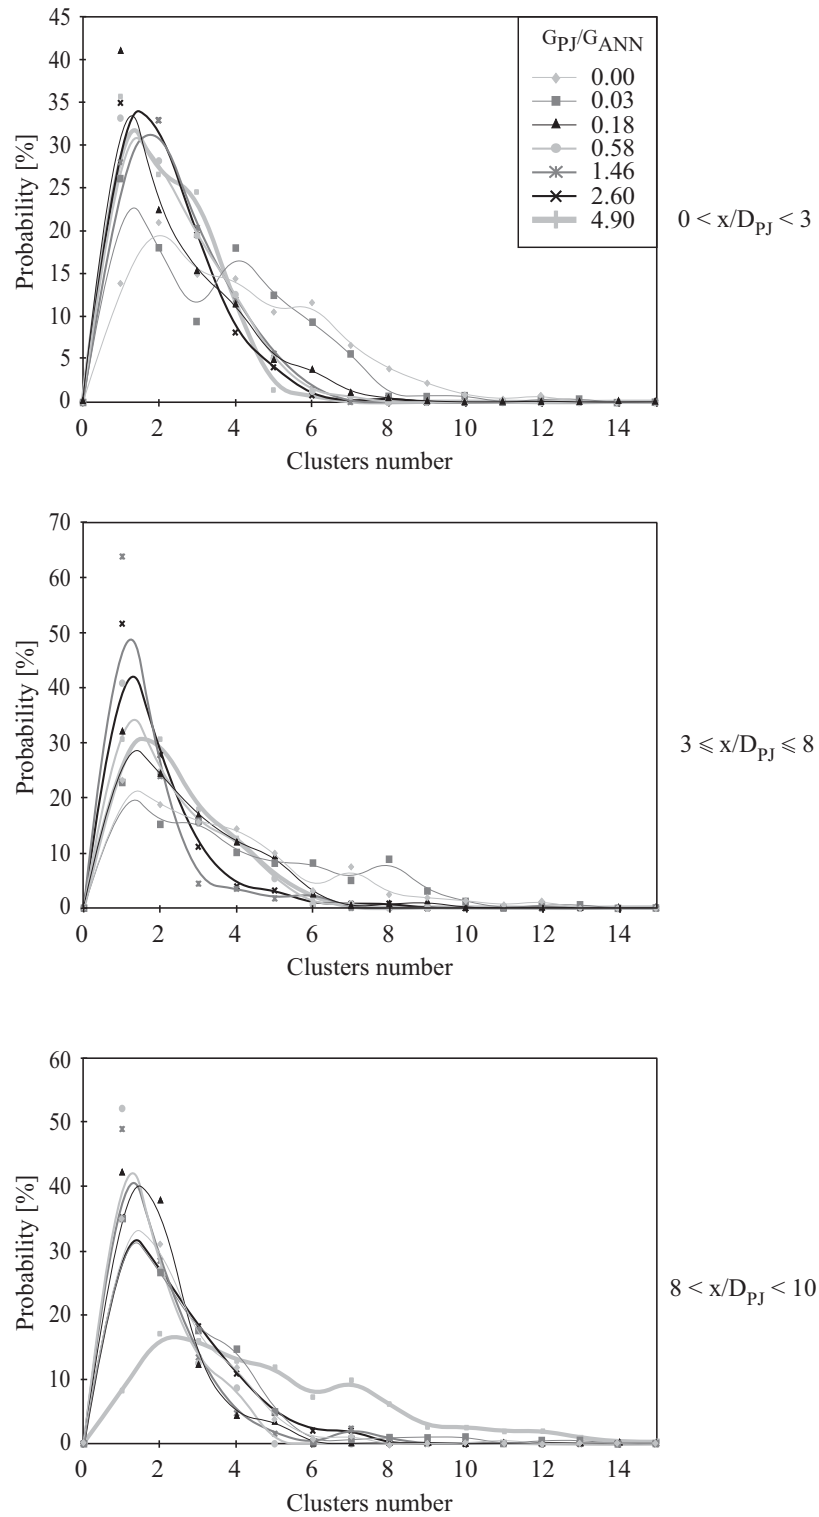 45
40
35
30
25
20
15
10
5
0
Probability [%]
0 2 4 6 8 10 12 14
Clusters number
G_PJ/G_ANN
0.00
0.03
0.18
0.58
1.46
2.60
4.90
0 < x/D_PJ < 3
70
60
50
40
30
20
10
0
Probability [%]
0 2 4 6 8 10 12 14
Clusters number
3 ⩽ x/D_PJ ⩽ 8
60
50
40
30
20
10
0
Probability [%]
0 2 4 6 8 10 12 14
Clusters number
8 < x/D_PJ < 10